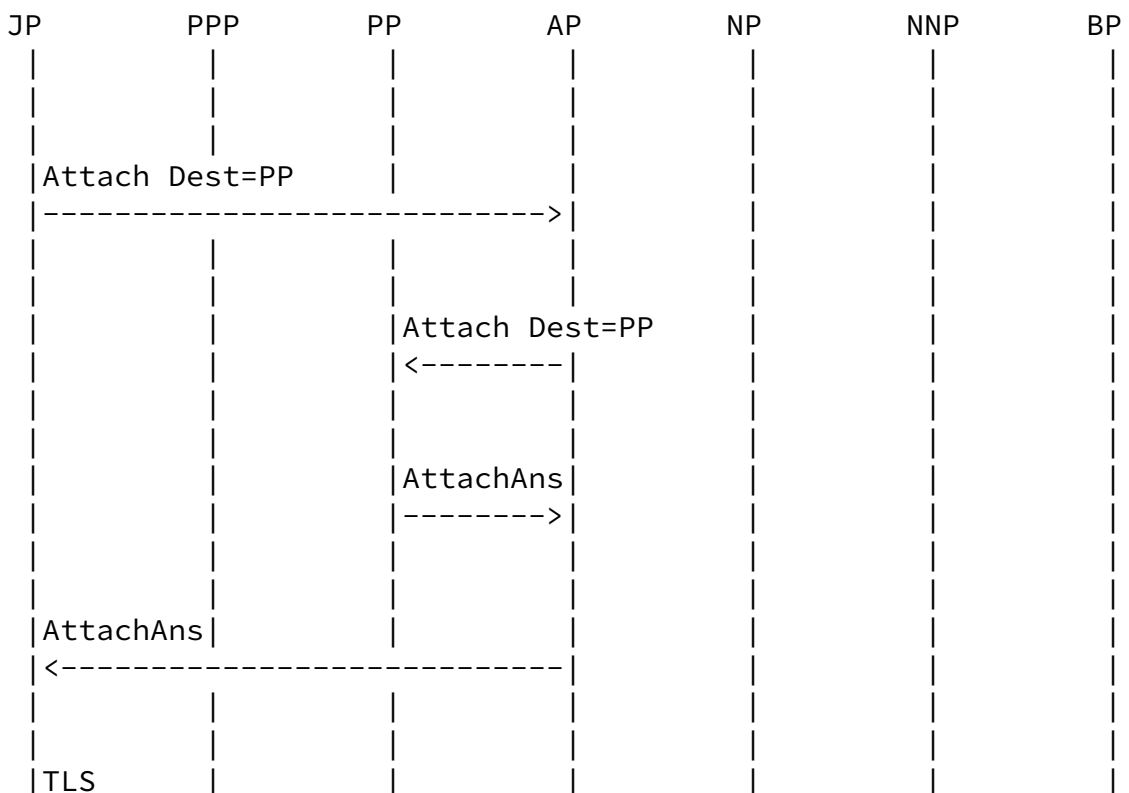 JP PPP PP AP NP NNP BP
Attach Dest=PP
Attach Dest=PP
AttachAns
AttachAns
TLS